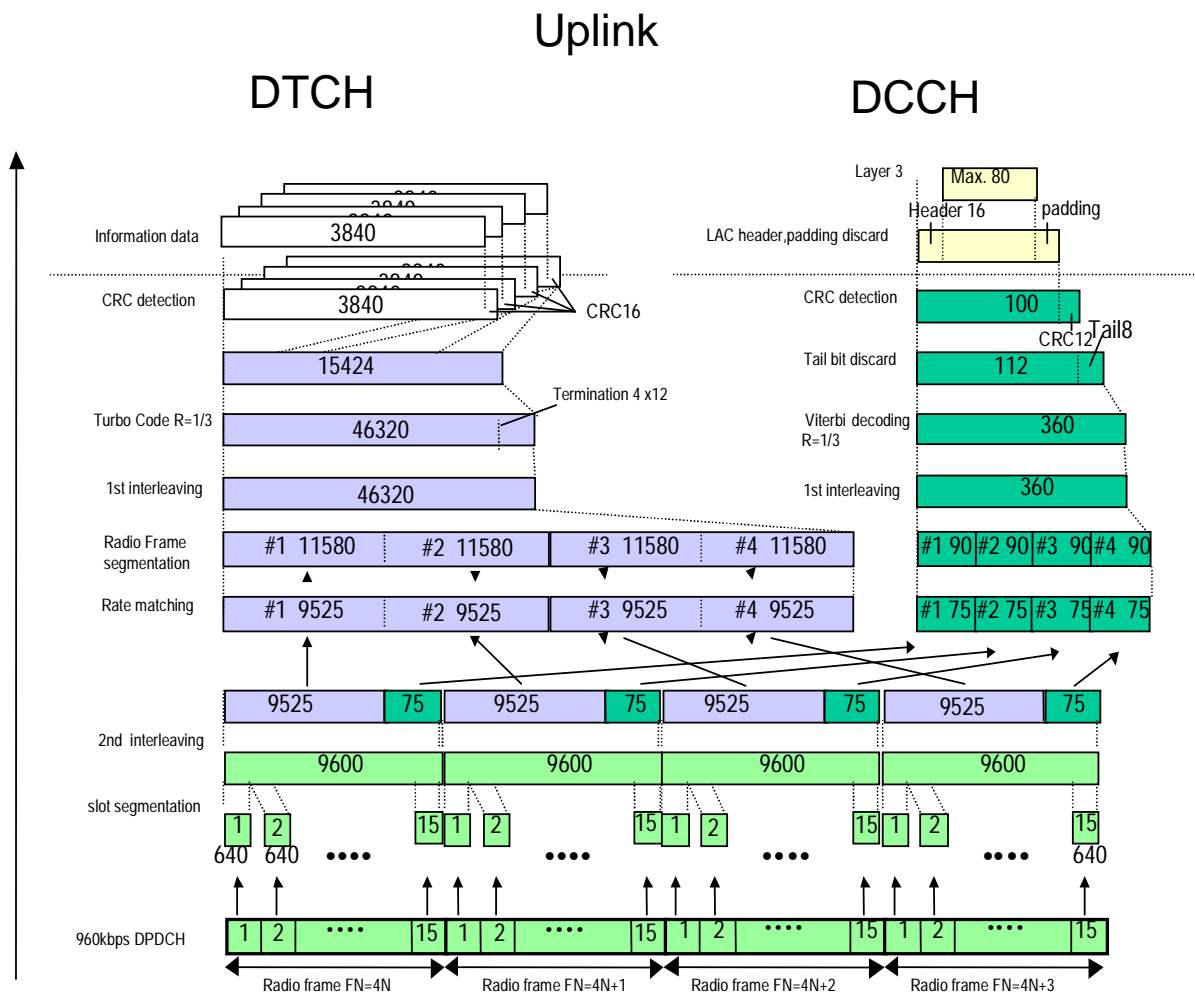 Uplink
DTCH
DCCH
Layer 3
Max. 80
Header 16
padding
3840
3840
3840
3840
Information data
LAC header,padding discard
3840
3840
3840
3840
CRC detection
CRC16
CRC detection
100
CRC12
Tail8
15424
Tail bit discard
112
Termination 4 x12
Turbo Code R=1/3
46320
Viterbi decoding
R=1/3
360
1st interleaving
46320
1st interleaving
360
Radio Frame
segmentation
#1 11580
#2 11580
#3 11580
#4 11580
#1 90
#2 90
#3 90
#4 90
Rate matching
#1 9525
#2 9525
#3 9525
#4 9525
#1 75
#2 75
#3 75
#4 75
9525
75
9525
75
9525
75
9525
75
2nd interleaving
9600
9600
9600
9600
slot segmentation
1
2
15
1
2
15
1
2
15
1
2
15
640
640
••••
••••
••••
••••
640
960kbps DPDCH
1
2
••••
15
1
2
••••
15
1
2
••••
15
1
2
••••
15
Radio frame FN=4N
Radio frame FN=4N+1
Radio frame FN=4N+2
Radio frame FN=4N+3